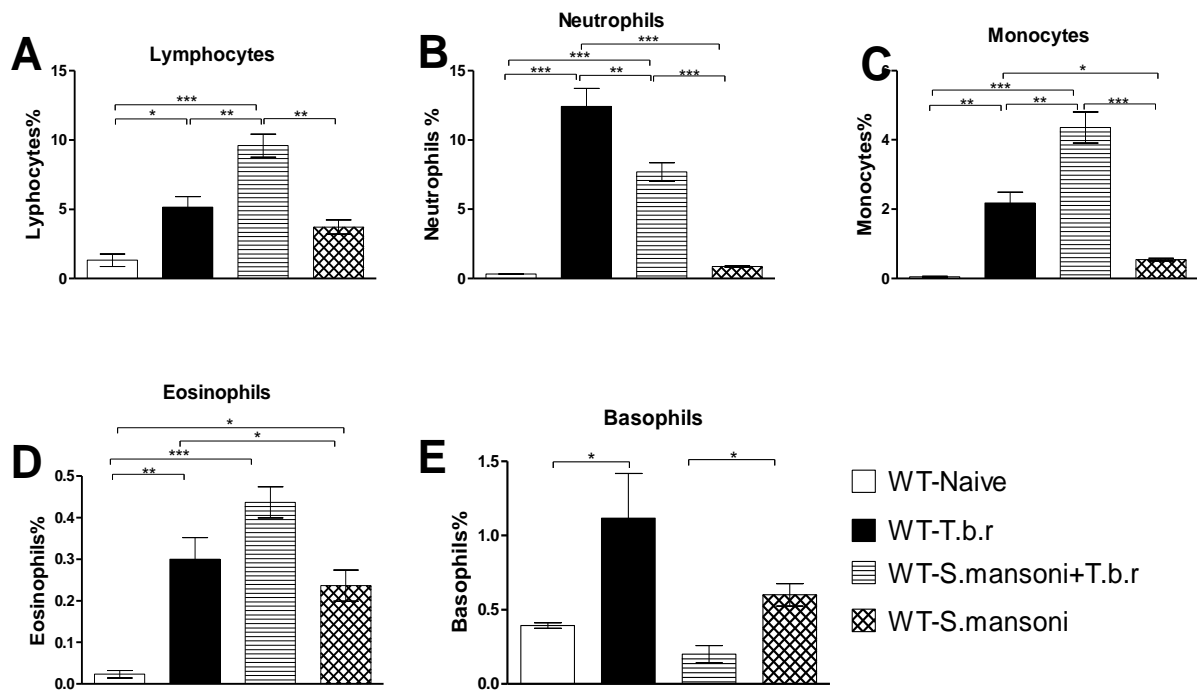 A
Lymphocytes
Lyphocytes%
15
10
5
0
***
* ** **
B
Neutrophils
Neutrophils %
15
10
5
0
***
***
*** ** ***
C
Monocytes
Monocytes%
6
4
2
0
*
***
** ** ***
D
Eosinophils
Eosinophils%
0.5
0.4
0.3
0.2
0.1
0.0
*
*
***
**
E
Basophils
Basophils%
1.5
1.0
0.5
0.0
* *
WT-Naive
WT-T.b.r
WT-S.mansoni+T.b.r
WT-S.mansoni